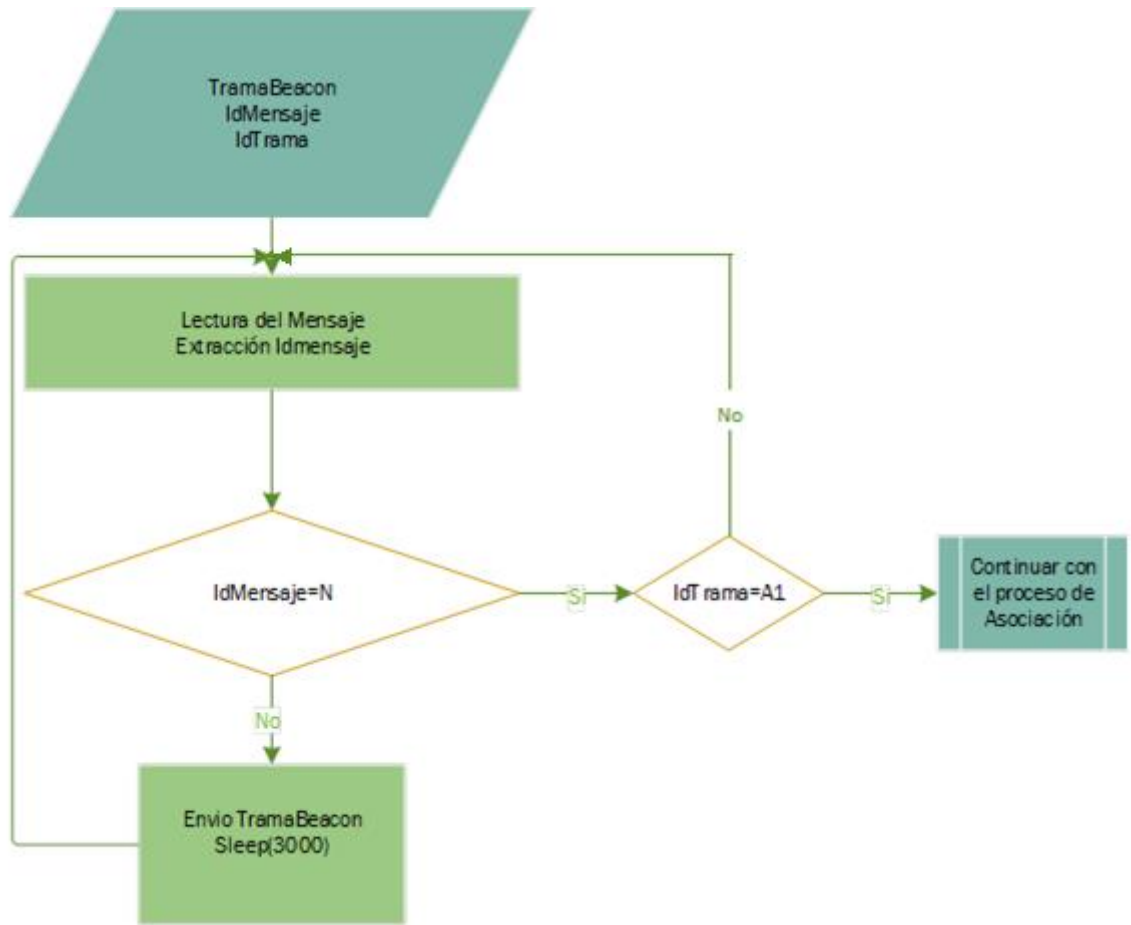 TramaBeacon
IdMensaje
IdTrama
Lectura del Mensaje
Extracción Idmensaje
No
IdMensaje=N
Si
IdTrama=A1
Si
Continuar con
el proceso de
Asociación
No
Envio TramaBeacon
Sleep(3000)